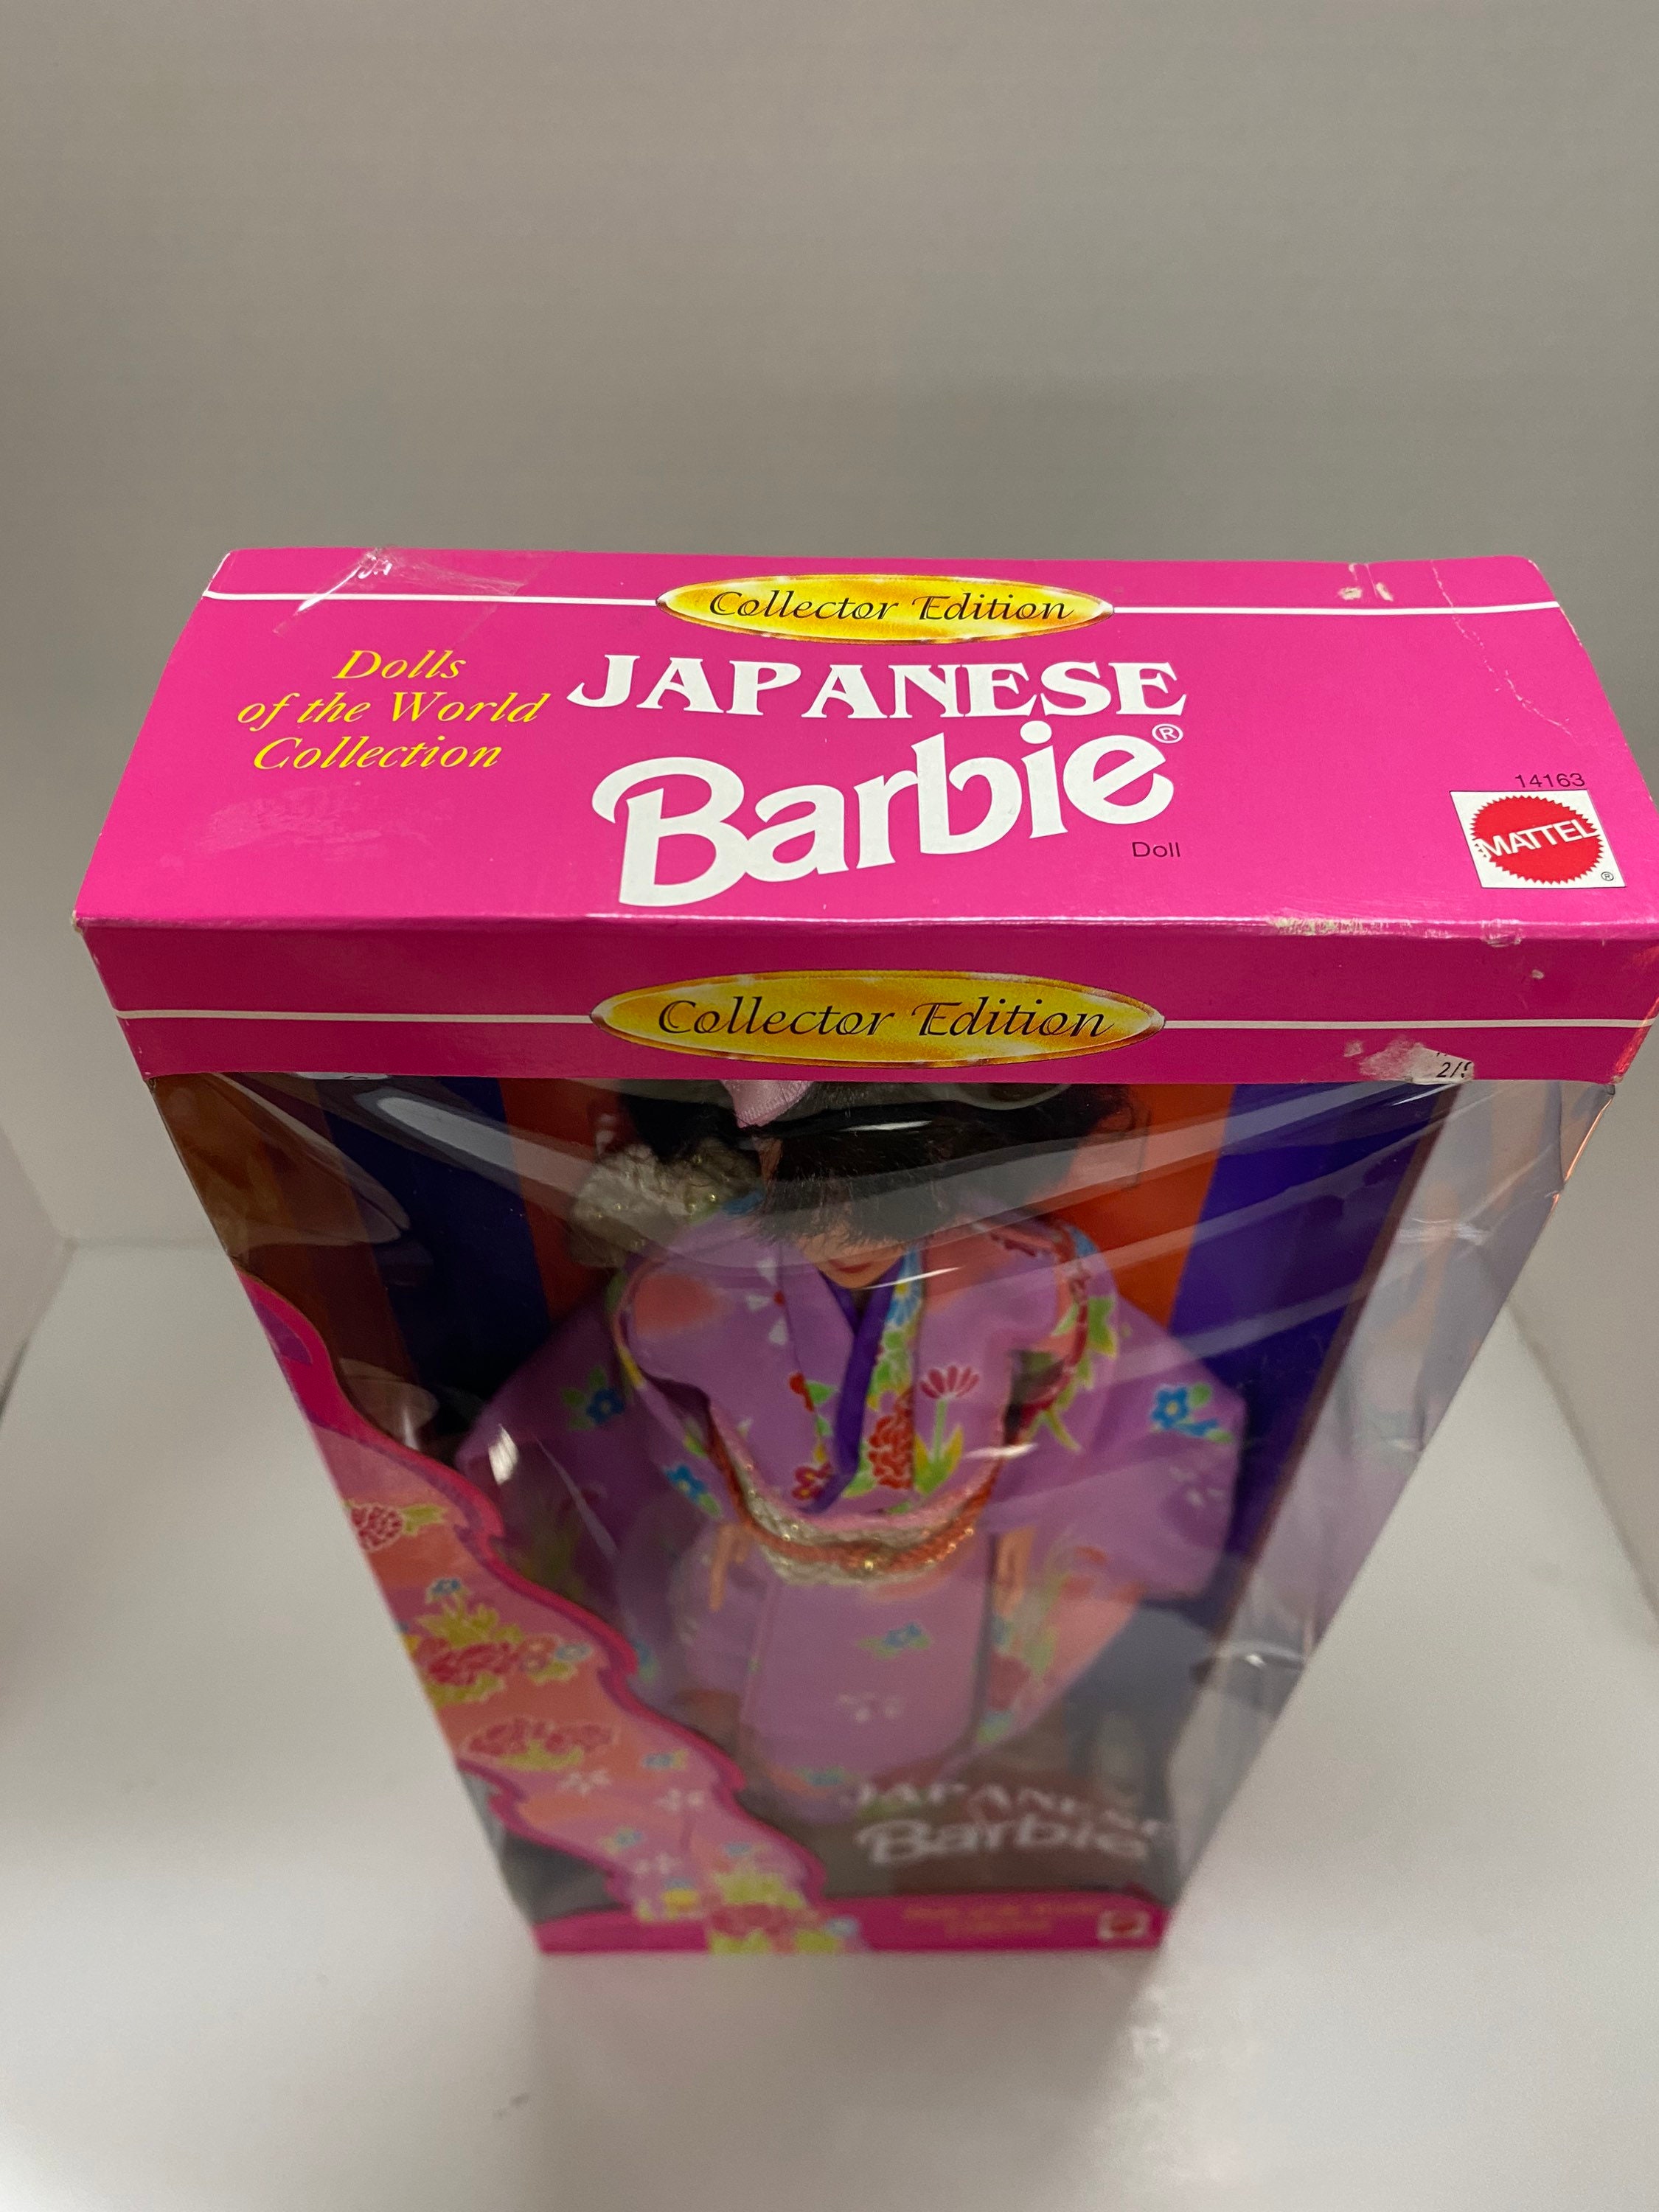 Collector Edition
Dolls
of the World
Collection
JAPANESE
Barbie®
Doll
14163
MATTEL
®
Collector Edition
JAPANESE
Barbie